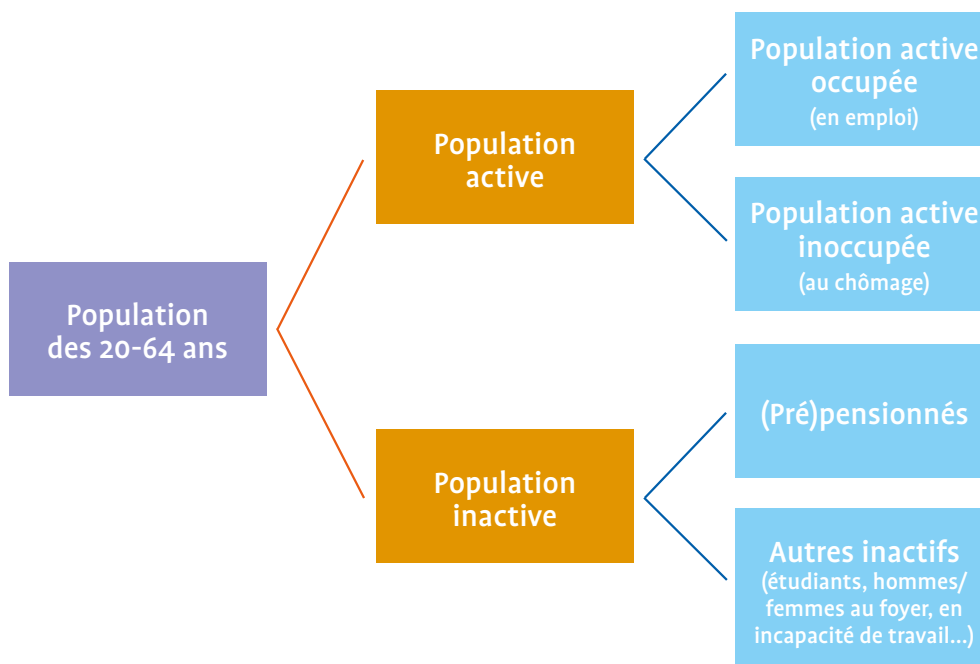 Population active
occupée
(en emploi)
Population
active
Population active
inoccupée
(au chômage)
Population
des 20-64 ans
(Pré)pensionnés
Population
inactive
Autres inactifs
(étudiants, hommes/
femmes au foyer, en
incapacité de travail...)